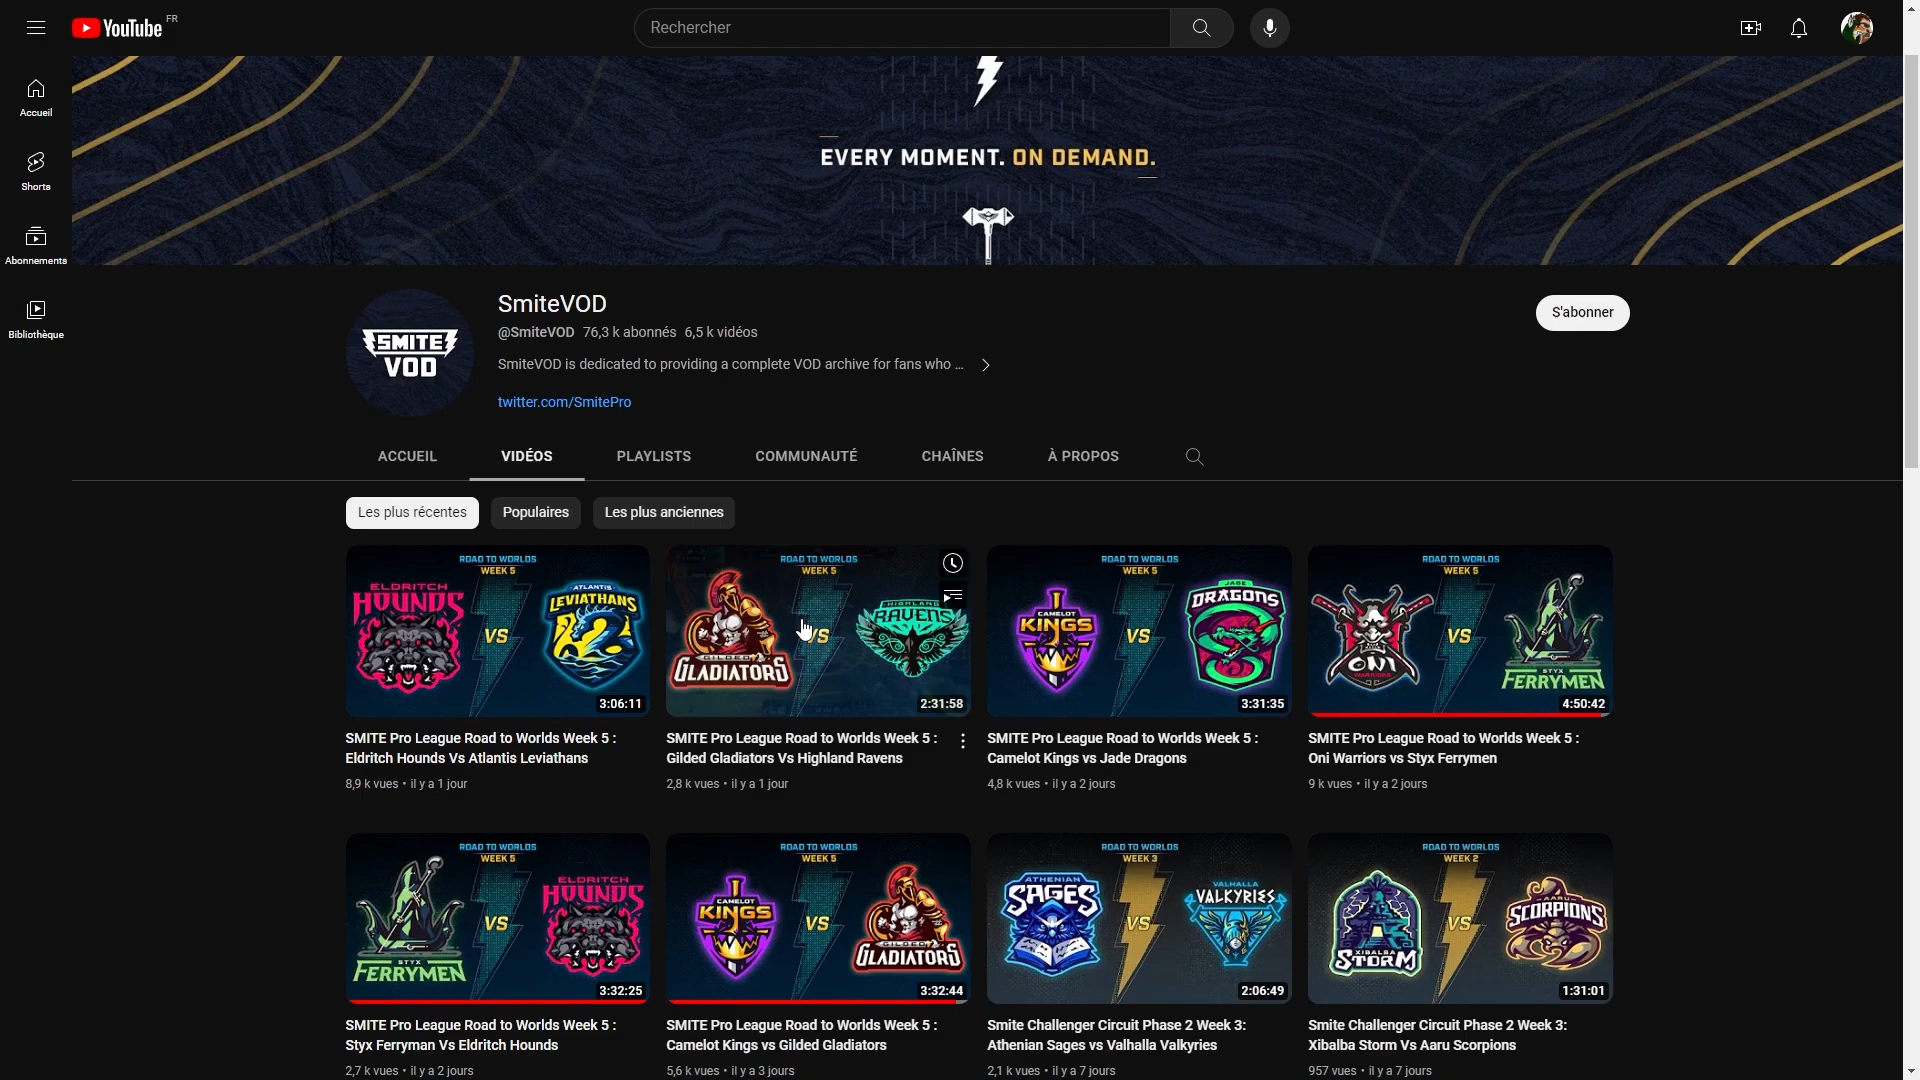 YouTube FR
Rechercher
Accueil
Shorts
Abonnements
Bibliothèque
EVERY MOMENT. ON DEMAND.
SMITE
VOD
SmiteVOD
@SmiteVOD 76,3 k abonnés 6,5 k vidéos
SmiteVOD is dedicated to providing a complete VOD archive for fans who ...
twitter.com/SmitePro
S'abonner
ACCUEIL VIDÉOS PLAYLISTS COMMUNAUTÉ CHAÎNES À PROPOS
Les plus récentes Populaires Les plus anciennes
ROAD TO WORLDS
WEEK 5
ELDRITCH
HOUNDS
VS
ATLANTIS
LEVIATHANS
3:06:11
SMITE Pro League Road to Worlds Week 5 :
Eldritch Hounds Vs Atlantis Leviathans
8,9 k vues • il y a 1 jour
ROAD TO WORLDS
WEEK 5
GILDED
GLADIATORS
VS
HIGHLAND
RAVENS
2:31:58
SMITE Pro League Road to Worlds Week 5 :
Gilded Gladiators Vs Highland Ravens
2,8 k vues • il y a 1 jour
ROAD TO WORLDS
WEEK 5
CAMELOT
KINGS
VS
JADE
DRAGONS
3:31:35
SMITE Pro League Road to Worlds Week 5 :
Camelot Kings vs Jade Dragons
4,8 k vues • il y a 2 jours
ROAD TO WORLDS
WEEK 5
ONI
WARRIORS
VS
STYX
FERRYMEN
4:50:42
SMITE Pro League Road to Worlds Week 5 :
Oni Warriors vs Styx Ferrymen
9 k vues • il y a 2 jours
ROAD TO WORLDS
WEEK 5
STYX
FERRYMEN
VS
ELDRITCH
HOUNDS
3:32:25
SMITE Pro League Road to Worlds Week 5 :
Styx Ferryman Vs Eldritch Hounds
2,7 k vues • il y a 2 jours
ROAD TO WORLDS
WEEK 5
CAMELOT
KINGS
VS
GILDED
GLADIATORS
3:32:44
SMITE Pro League Road to Worlds Week 5 :
Camelot Kings vs Gilded Gladiators
5,6 k vues • il y a 3 jours
ROAD TO WORLDS
WEEK 3
ATHENIAN
SAGES
VS
VALHALLA
VALKYRIES
2:06:49
Smite Challenger Circuit Phase 2 Week 3:
Athenian Sages vs Valhalla Valkyries
2,1 k vues • il y a 7 jours
ROAD TO WORLDS
WEEK 2
XIBALBA
STORM
VS
AARU
SCORPIONS
1:31:01
Smite Challenger Circuit Phase 2 Week 3:
Xibalba Storm Vs Aaru Scorpions
957 vues • il y a 7 jours